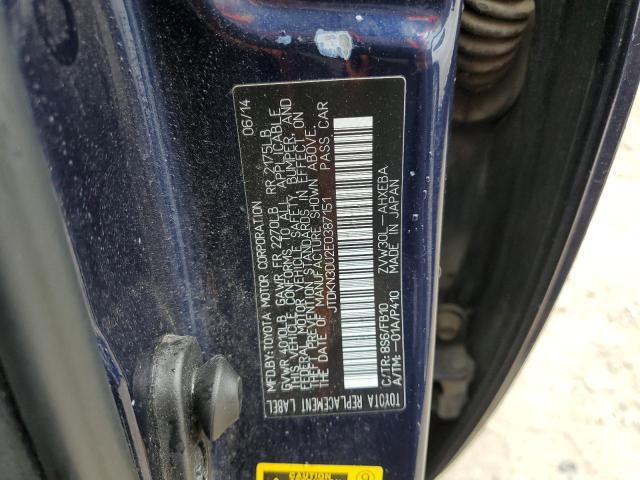 MFD.BY:TOYOTA MOTOR CORPORATION 06/14
GVWR 4010LB GAWR FR 2270LB RR 2175LB
THIS VEHICLE CONFORMS TO ALL APPLICABLE
FEDERAL MOTOR VEHICLE SAFETY, BUMPER, AND
THEFT PREVENTION STANDARDS IN EFFECT ON
THE DATE OF MANUFACTURE SHOWN ABOVE.
JTDKN3DU2E0387151 PASS CAR
C/TR: 8S6/FB10 ZVW30L -AHXEBA
A/TM: -01A/P410 MADE IN JAPAN
TOYOTA REPLACEMENT LABEL
CAUTION